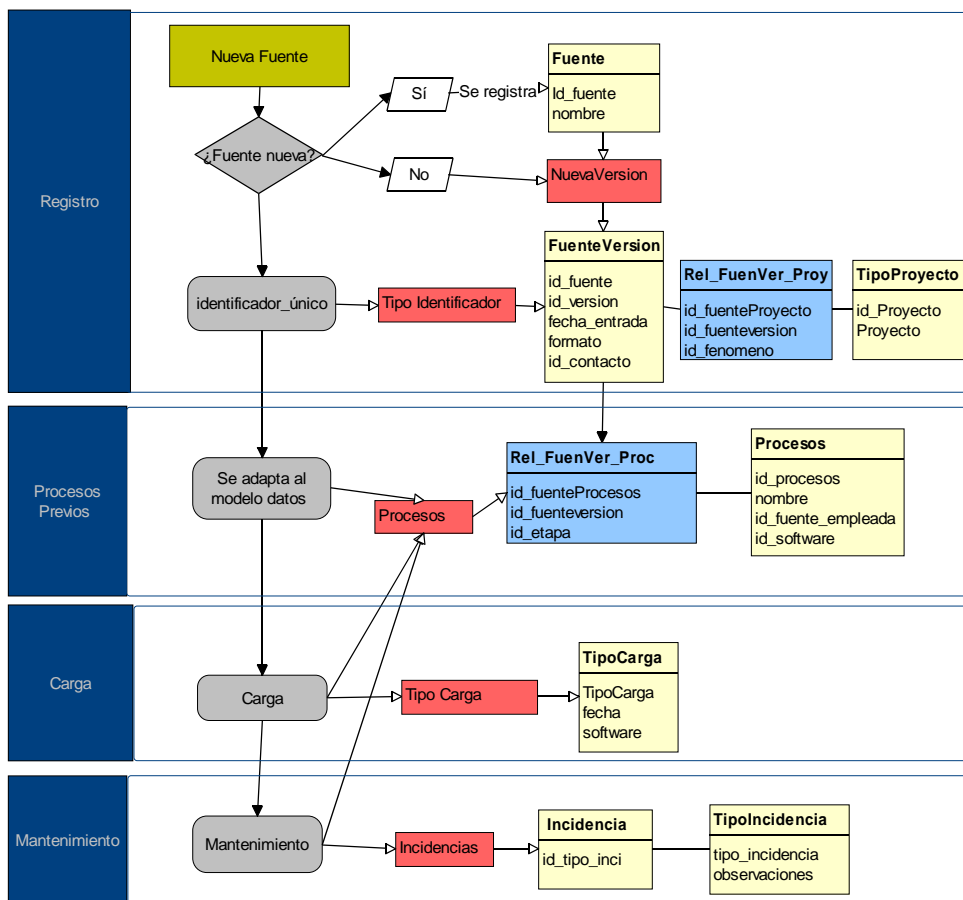 Registro
Nueva Fuente
¿Fuente nueva?
Sí
Se registra
No
Fuente
Id_fuente
nombre
NuevaVersion
identificador_único
Tipo Identificador
FuenteVersion
id_fuente
id_version
fecha_entrada
formato
id_contacto
Rel_FuenVer_Proy
id_fuenteProyecto
id_fuenteversion
id_fenomeno
TipoProyecto
id_Proyecto
Proyecto
Procesos
Previos
Se adapta al
modelo datos
Procesos
Rel_FuenVer_Proc
id_fuenteProcesos
id_fuenteversion
id_etapa
Procesos
id_procesos
nombre
id_fuente_empleada
id_software
Carga
Carga
Tipo Carga
TipoCarga
TipoCarga
fecha
software
Mantenimiento
Mantenimiento
Incidencias
Incidencia
id_tipo_inci
TipoIncidencia
tipo_incidencia
observaciones